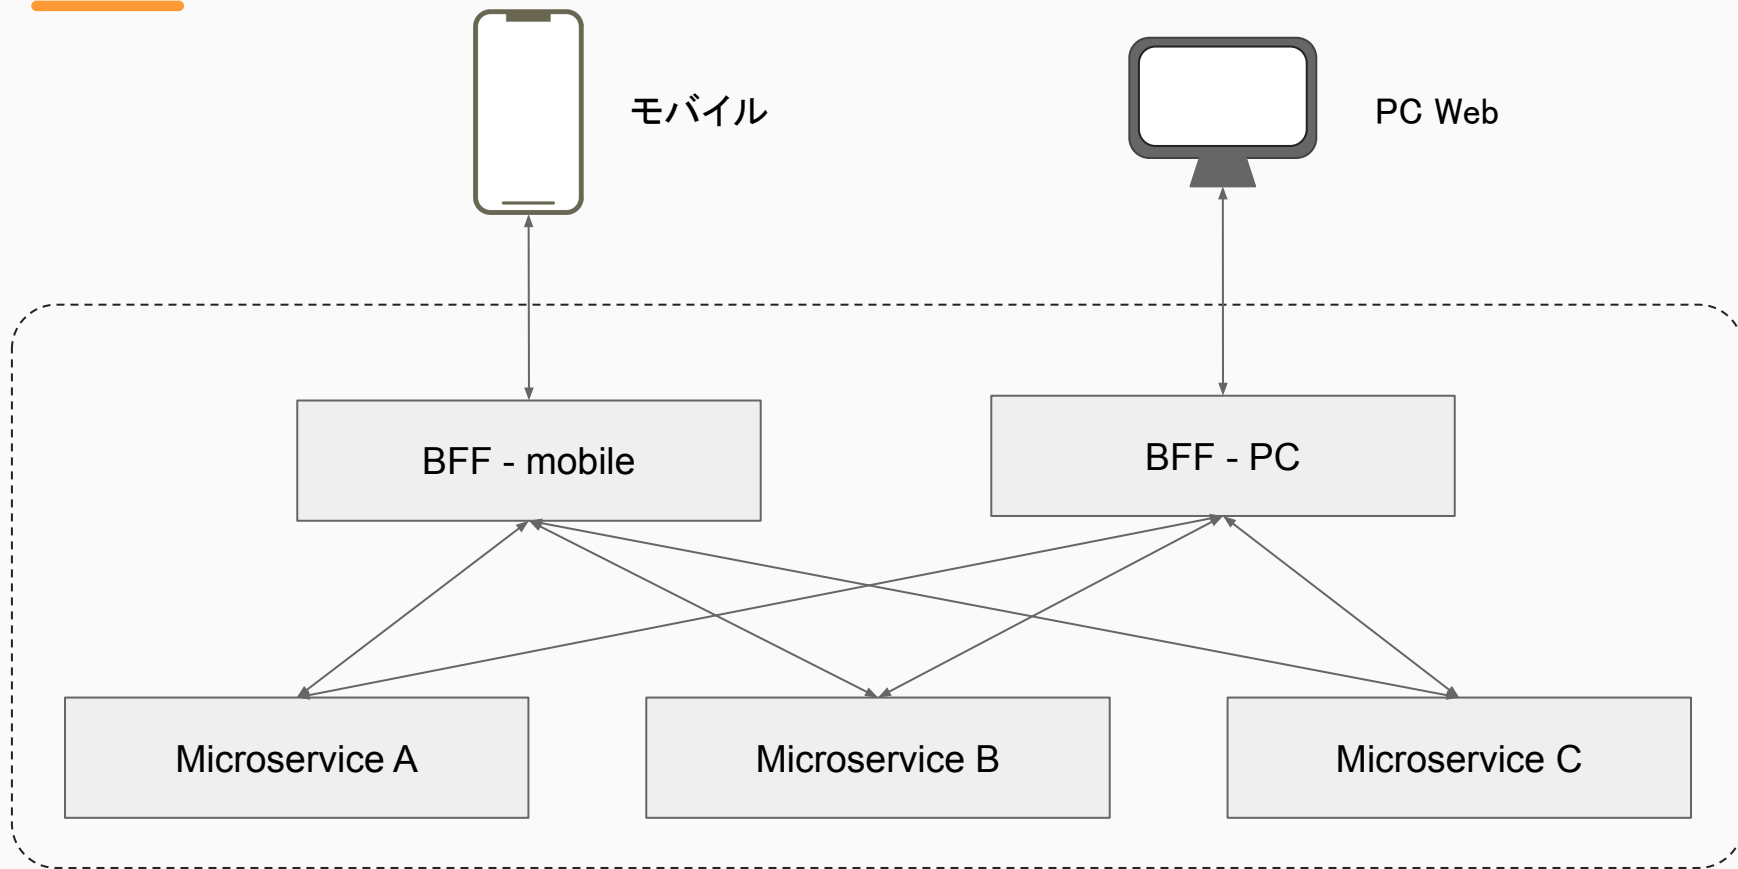 モバイル
PC Web
BFF - mobile
BFF - PC
Microservice A
Microservice B
Microservice C